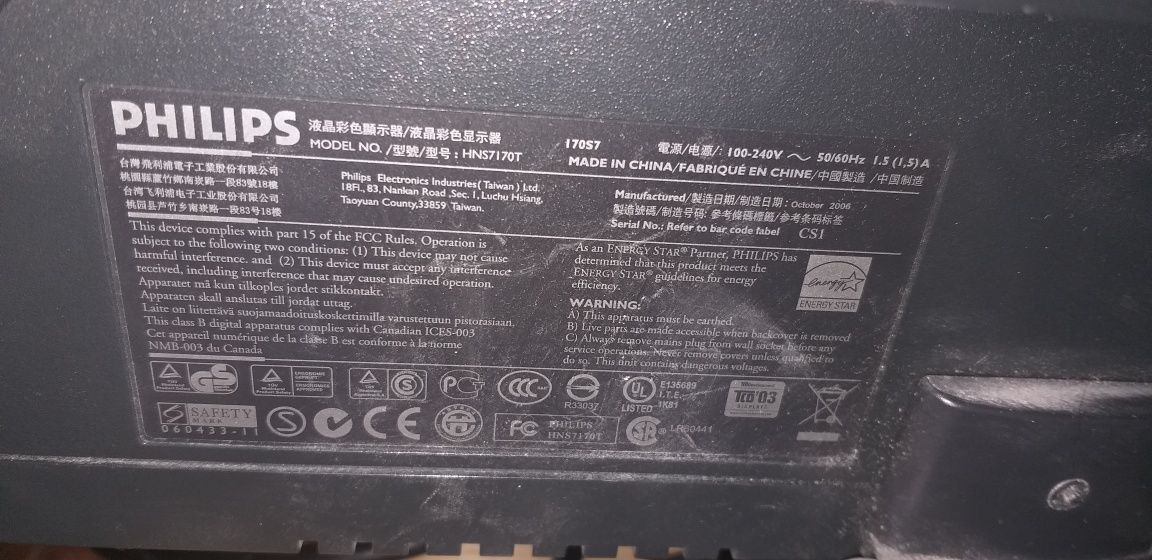 PHILIPS
液晶彩色顯示器/液晶彩色显示器
MODEL NO. /型號/型号 : HNS7170T
170S7
電源/电源/: 100-240V ～ 50/60Hz 1.5 (1,5) A
MADE IN CHINA/FABRIQUÉ EN CHINE/中國製造 /中国制造
台灣飛利浦電子工業股份有限公司
桃園縣蘆竹鄉南崁路一段83號18樓
台湾飞利浦电子工业股份有限公司
桃园县芦竹乡南崁路一段83号18楼
Philips Electronics Industries( Taiwan ) Ltd.
18Fl., 83, Nankan Road ,Sec. 1, Luchu Hsiang,
Taoyuan County,33859 Taiwan.
Manufactured/製造日期/制造日期 : October 2006
製造號碼/制造号码: 參考條碼標籤/参考条码标签
Serial No.: Refer to bar code label CS1
This device complies with part 15 of the FCC Rules. Operation is
subject to the following two conditions: (1) This device may not cause
harmful interference. and (2) This device must accept any interference
received, including interference that may cause undesired operation.
Apparatet må kun tilkoples jordet stikkontakt.
Apparaten skall anslutas till jordat uttag.
Laite on liitettävä suojamaadoituskoskettimilla varustettuun pistorasiaan.
This class B digital apparatus complies with Canadian ICES-003
Cet appareil numérique de la classe B est conforme à la norme
NMB-003 du Canada
As an ENERGY STAR® Partner, PHILIPS has
determined that this product meets the
ENERGY STAR® guidelines for energy
efficiency.
energy
ENERGY STAR
WARNING:
A) This apparatus must be earthed.
B) Live parts are made accessible when backcover is removed
C) Always remove mains plug from wall socket before any
service operations. Never remove covers unless qualified to
do so. This unit contains dangerous voltages.
TÜV
GS
TÜV
ERGONOMIE
GEPRÜFT
ERGONOMICS
APPROVED
TÜV
S
CCC
R33037
UL
LISTED
E135689
I.T.E.
1K81
TCO'03
DISPLAYS
S
SAFETY
MARK
060433-11
S
CE
FC
PHILIPS
HNS7170T
® LR60441